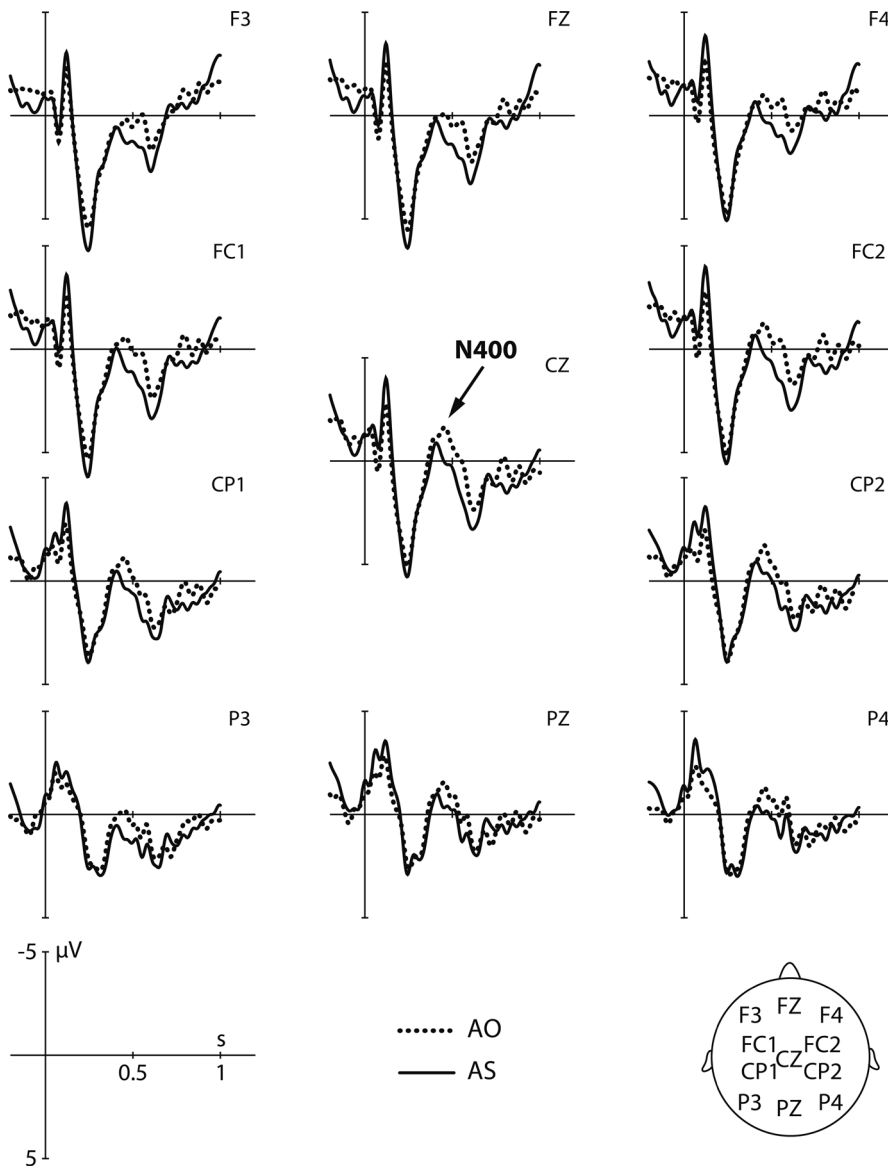 F3
FZ
F4
FC1
FC2
N400
CZ
CP1
CP2
P3
PZ
P4
-5
µV
s
0.5
1
5
AO
AS
F3 FZ F4
FC1 CZ FC2
CP1 CP2
P3 PZ P4